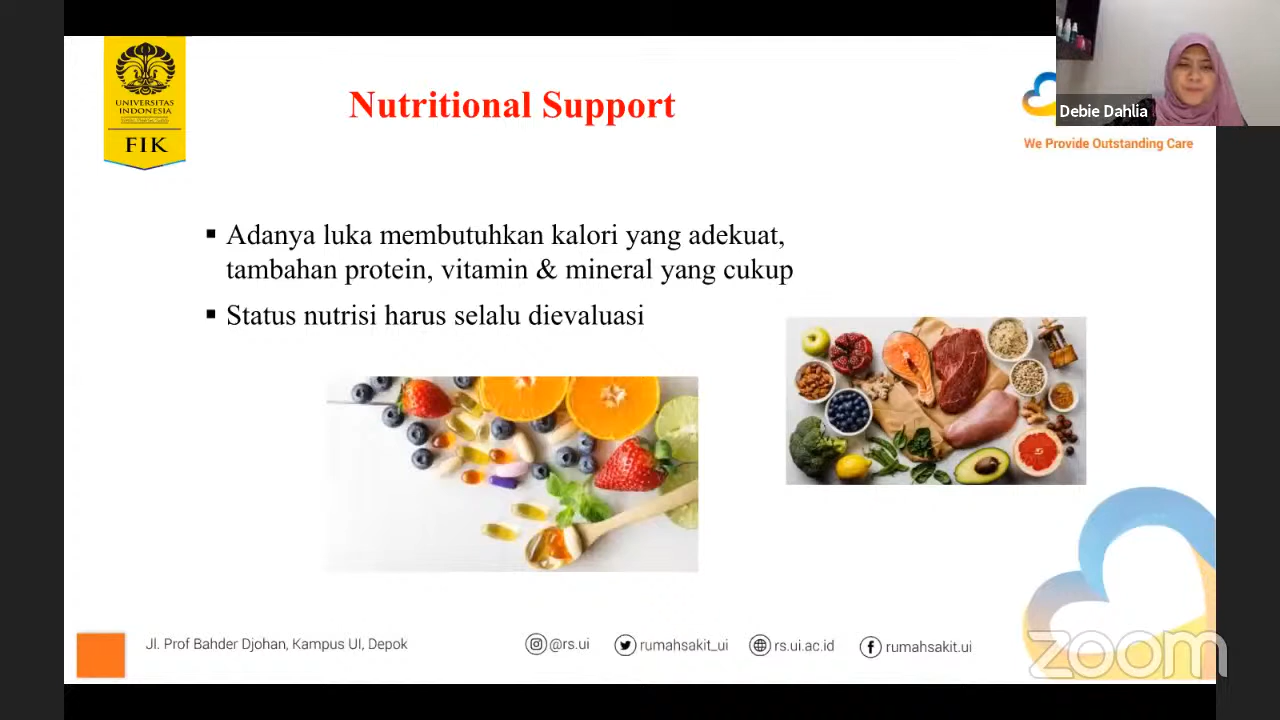 UNIVERSITAS
INDONESIA
FIK
Nutritional Support
Debie Dahlia
We Provide Outstanding Care
▪ Adanya luka membutuhkan kalori yang adekuat,
tambahan protein, vitamin & mineral yang cukup
▪ Status nutrisi harus selalu dievaluasi
Jl. Prof Bahder Djohan, Kampus UI, Depok
@rs.ui
rumahsakit_ui
rs.ui.ac.id
rumahsakit.ui
zoom